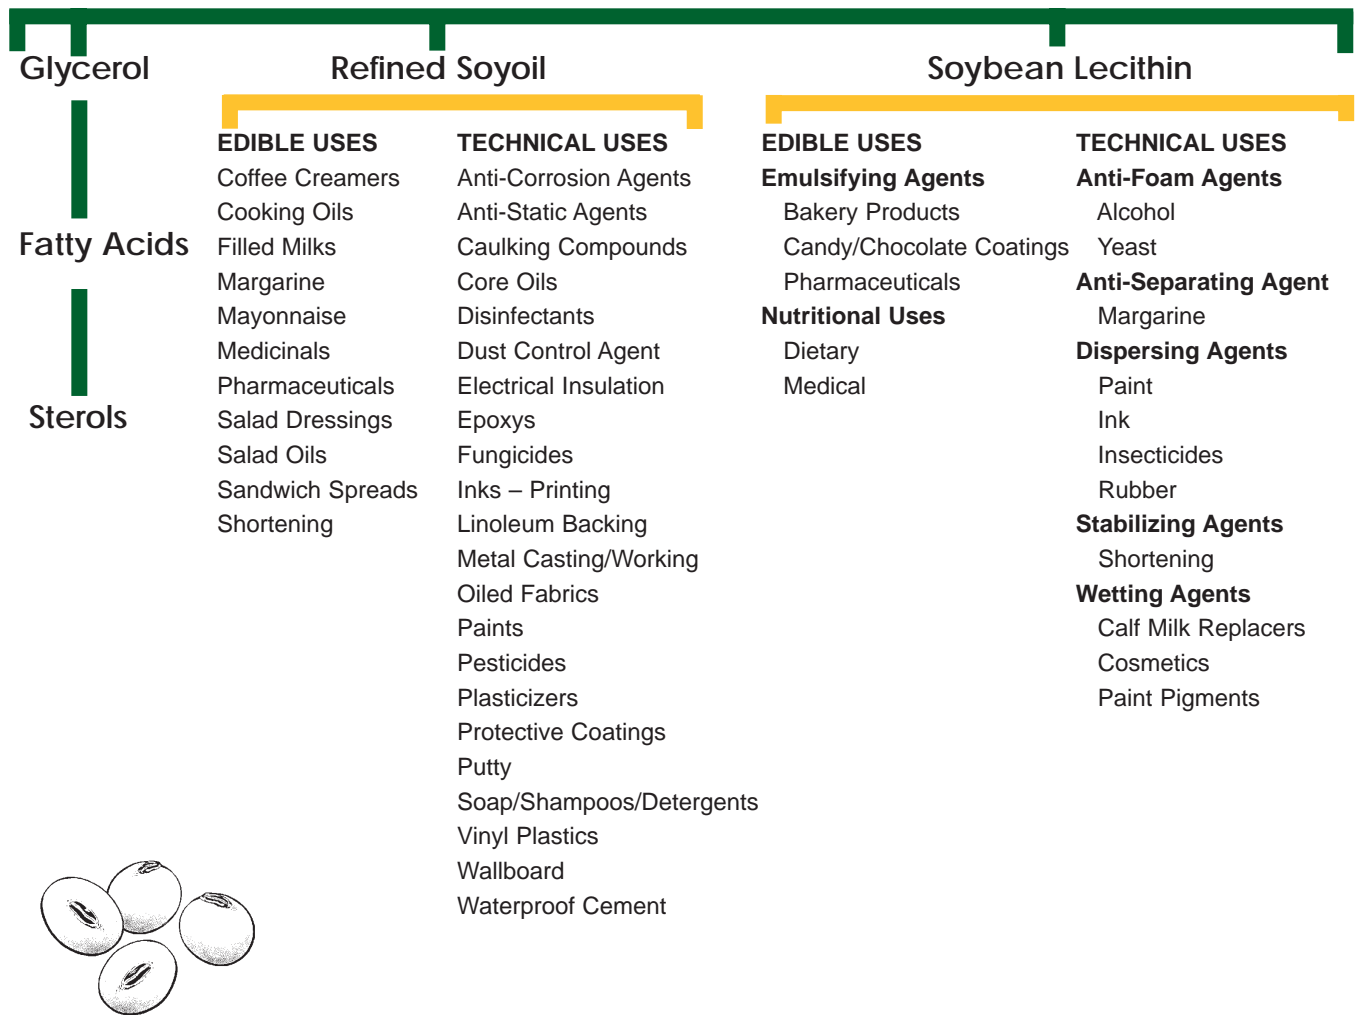 Glycerol
Fatty Acids
Sterols
Refined Soyoil
EDIBLE USES
Coffee Creamers
Cooking Oils
Filled Milks
Margarine
Mayonnaise
Medicinals
Pharmaceuticals
Salad Dressings
Salad Oils
Sandwich Spreads
Shortening
TECHNICAL USES
Anti-Corrosion Agents
Anti-Static Agents
Caulking Compounds
Core Oils
Disinfectants
Dust Control Agent
Electrical Insulation
Epoxys
Fungicides
Inks – Printing
Linoleum Backing
Metal Casting/Working
Oiled Fabrics
Paints
Pesticides
Plasticizers
Protective Coatings
Putty
Soap/Shampoos/Detergents
Vinyl Plastics
Wallboard
Waterproof Cement
Soybean Lecithin
EDIBLE USES
Emulsifying Agents
Bakery Products
Candy/Chocolate Coatings
Pharmaceuticals
Nutritional Uses
Dietary
Medical
TECHNICAL USES
Anti-Foam Agents
Alcohol
Yeast
Anti-Separating Agent
Margarine
Dispersing Agents
Paint
Ink
Insecticides
Rubber
Stabilizing Agents
Shortening
Wetting Agents
Calf Milk Replacers
Cosmetics
Paint Pigments